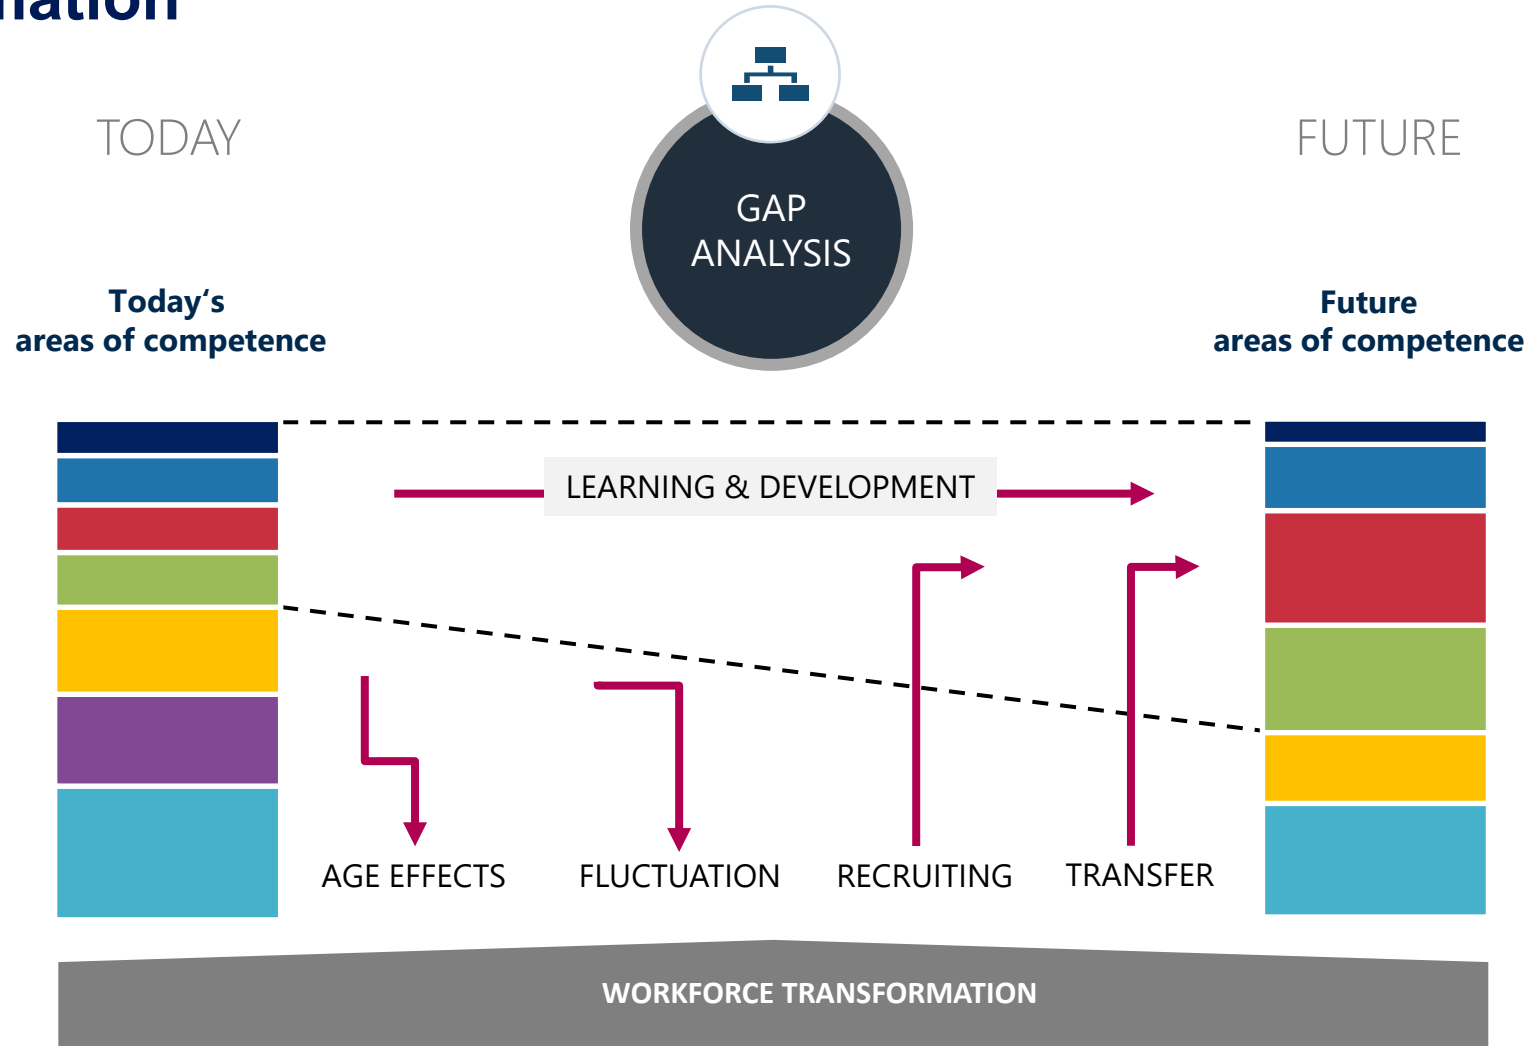 TODAY
FUTURE
GAP
ANALYSIS
Today‘s
areas of competence
Future
areas of competence
LEARNING & DEVELOPMENT
AGE EFFECTS
FLUCTUATION
RECRUITING
TRANSFER
WORKFORCE TRANSFORMATION